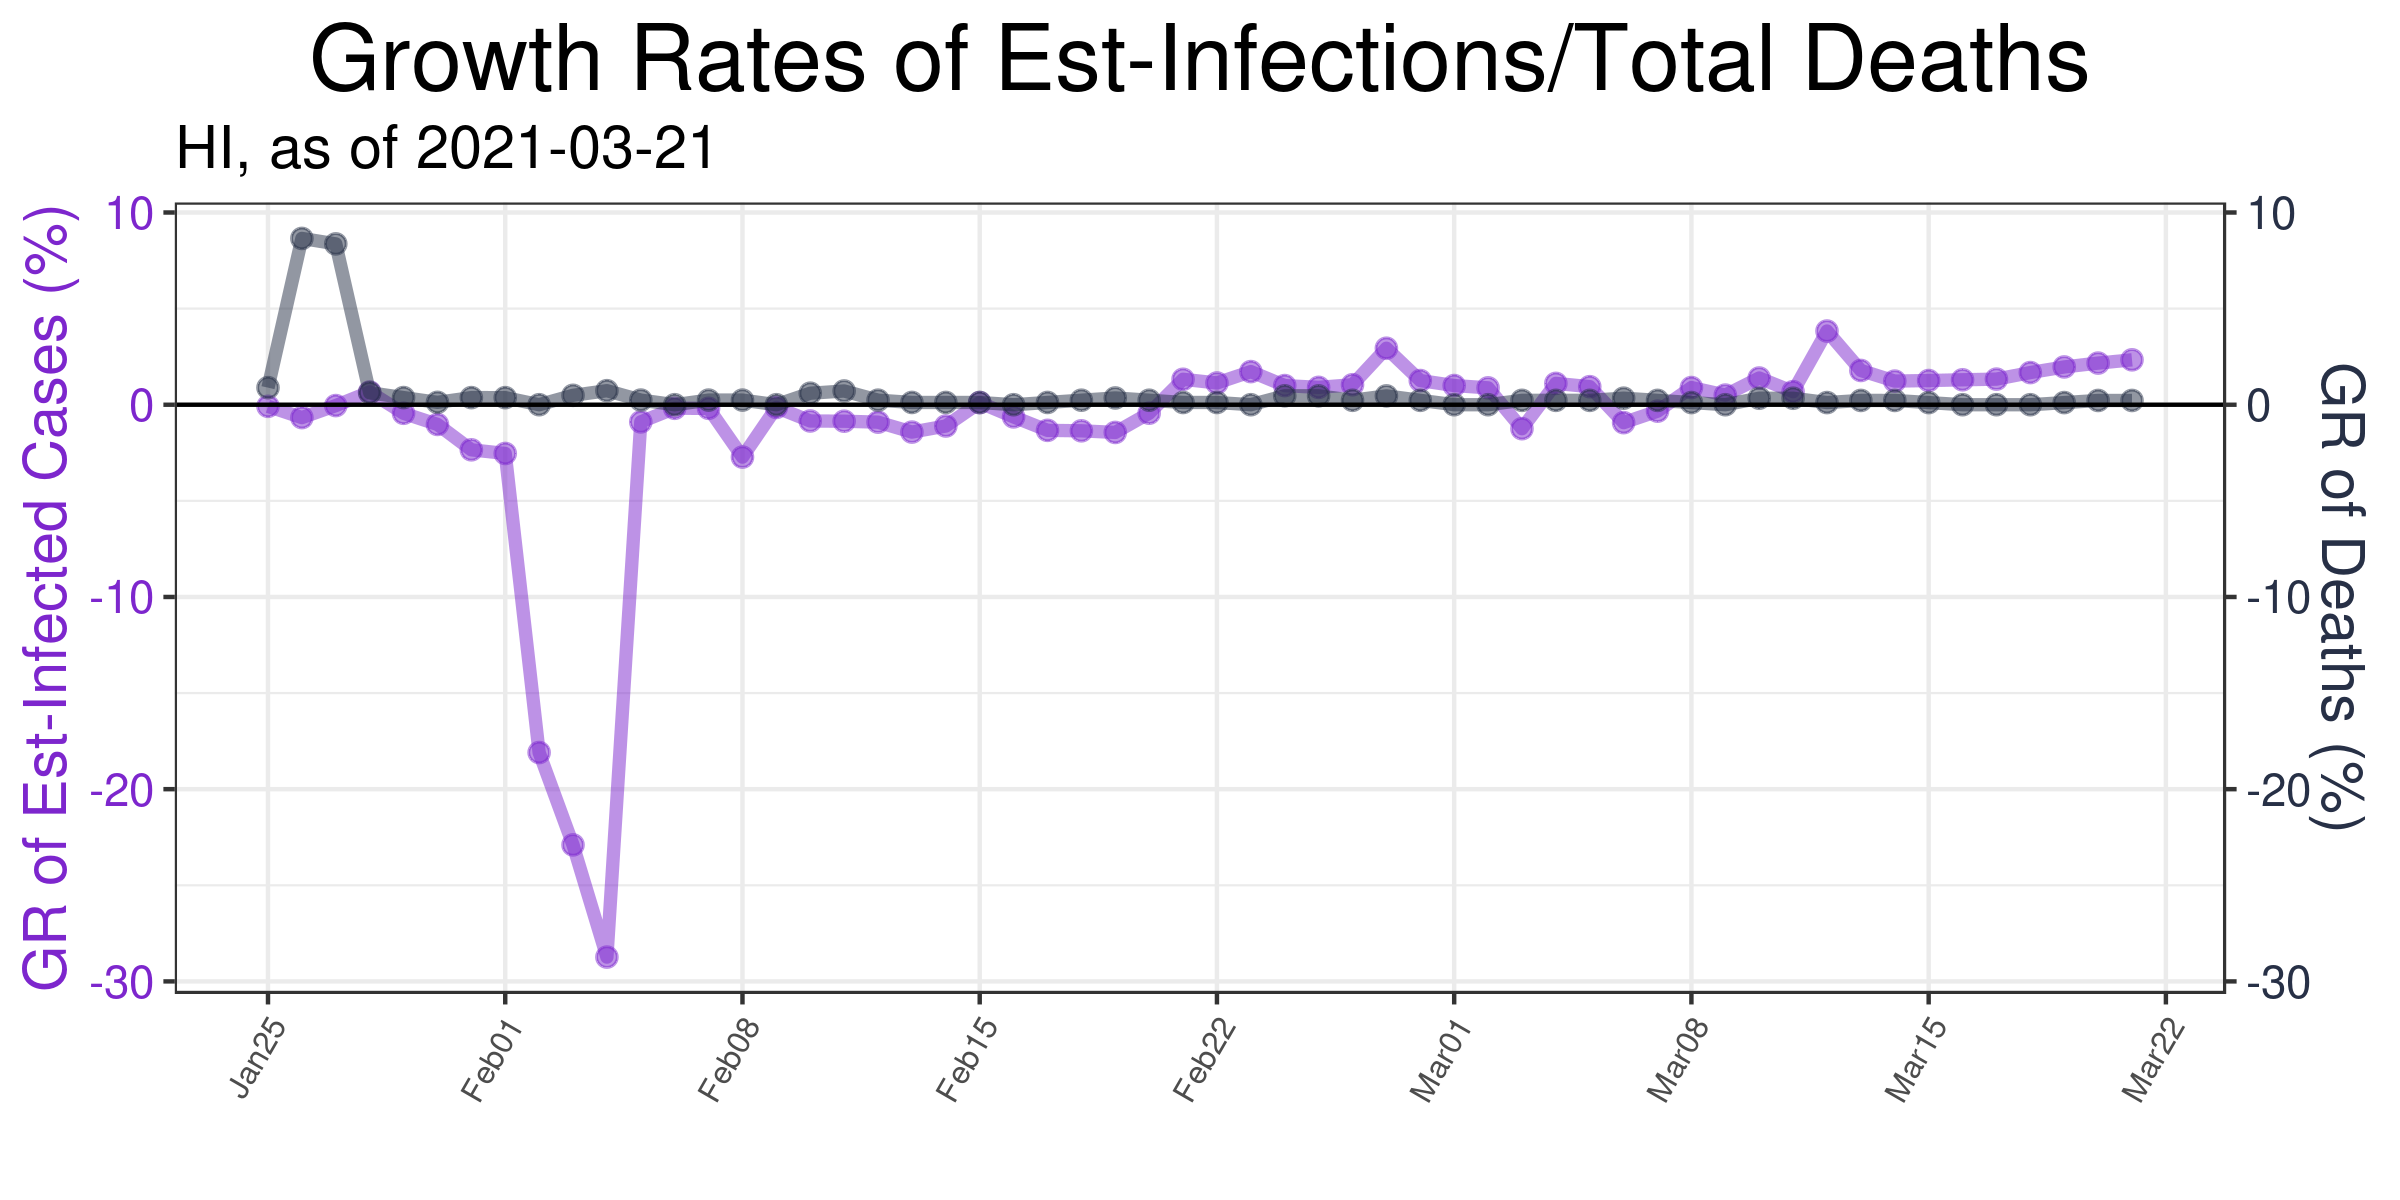 Growth Rates of Est-Infections/Total Deaths
HI, as of 2021-03-21
GR of Est-Infected Cases (%)
10
0
-10
-20
-30
10
0
-10
-20
-30
GR of Deaths (%)
Jan25
Feb01
Feb08
Feb15
Feb22
Mar01
Mar08
Mar15
Mar22